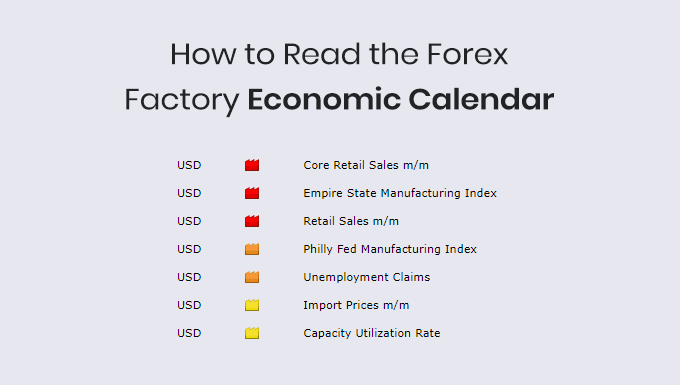 How to Read the Forex
Factory Economic Calendar
USD Core Retail Sales m/m
USD Empire State Manufacturing Index
USD Retail Sales m/m
USD Philly Fed Manufacturing Index
USD Unemployment Claims
USD Import Prices m/m
USD Capacity Utilization Rate